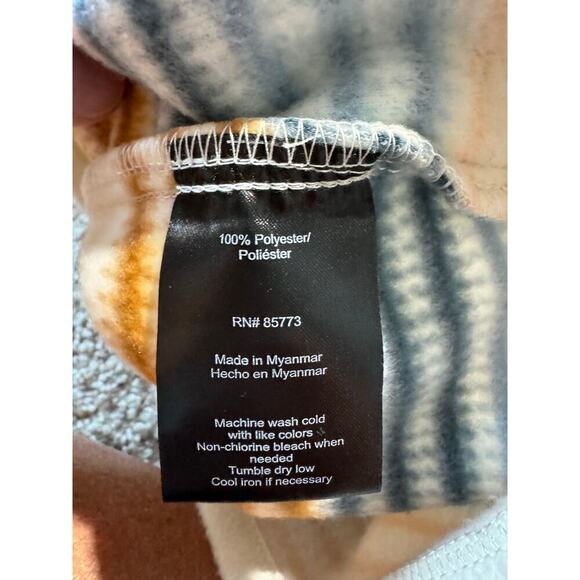 100% Polyester/
Poliéster
RN# 85773
Made in Myanmar
Hecho en Myanmar
Machine wash cold
with like colors
Non-chlorine bleach when
needed
Tumble dry low
Cool iron if necessary